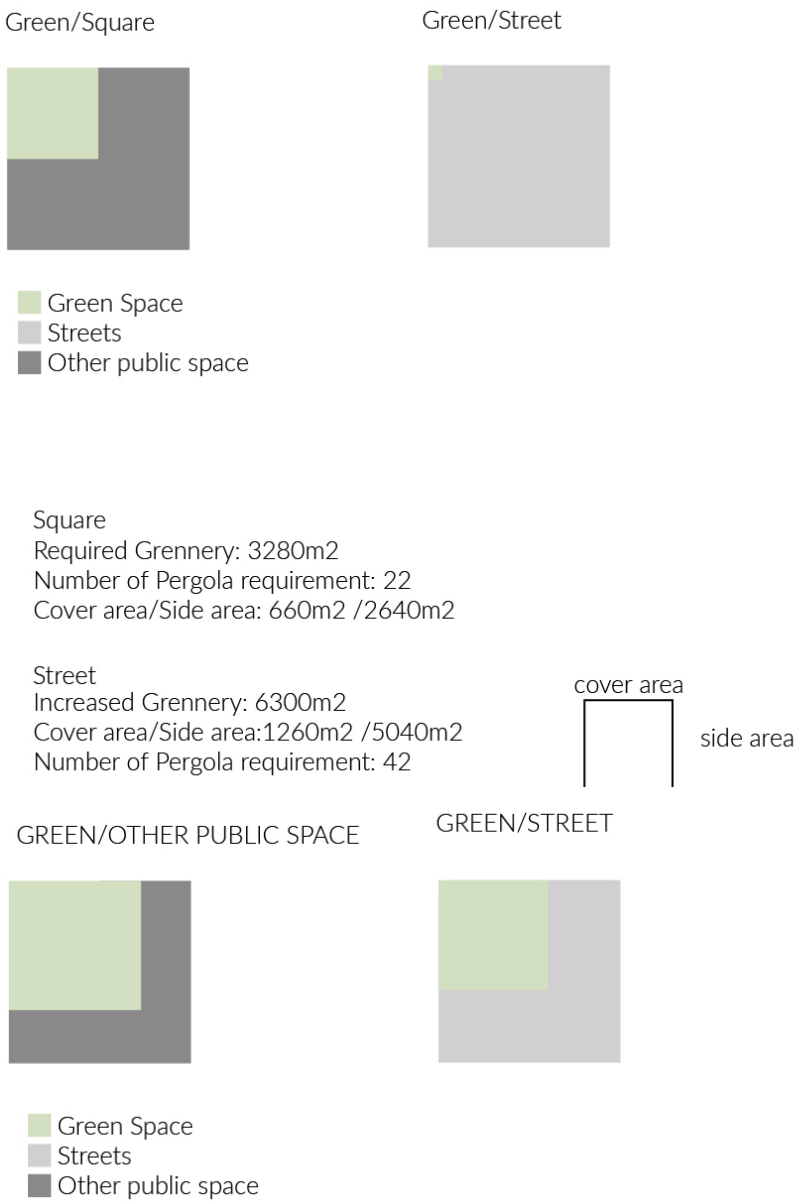 Green/Square
Green/Street
Green Space
Streets
Other public space
Square
Required Grennery: 3280m2
Number of Pergola requirement: 22
Cover area/Side area: 660m2 /2640m2
Street
Increased Grennery: 6300m2
Cover area/Side area:1260m2 /5040m2
Number of Pergola requirement: 42
cover area
side area
GREEN/OTHER PUBLIC SPACE
GREEN/STREET
Green Space
Streets
Other public space